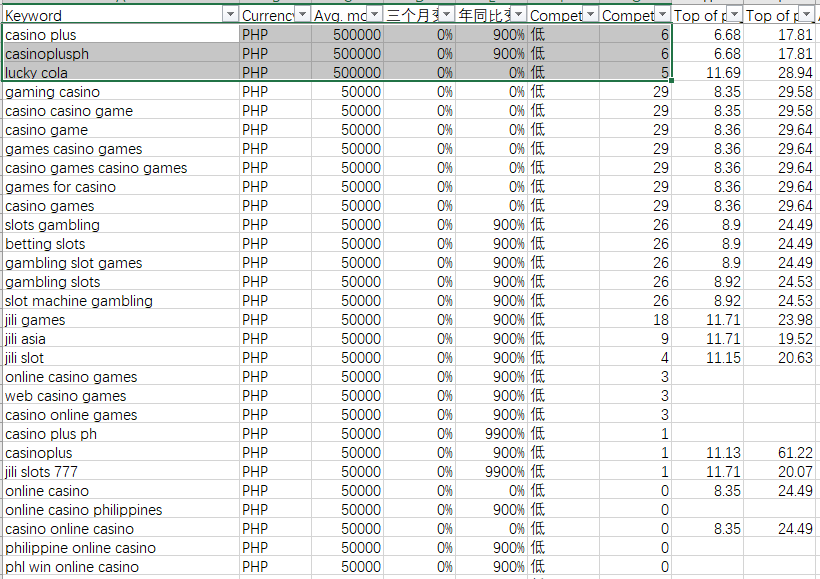 Keyword Currenc Avg. mc 三个月变 年同比变 Compet Compet Top of p Top of p
casino plus PHP 500000 0% 900% 低 6 6.68 17.81
casinoplusph PHP 500000 0% 900% 低 6 6.68 17.81
lucky cola PHP 500000 0% 0% 低 5 11.69 28.94
gaming casino PHP 50000 0% 0% 低 29 8.35 29.58
casino casino game PHP 50000 0% 0% 低 29 8.35 29.58
casino game PHP 50000 0% 0% 低 29 8.36 29.64
games casino games PHP 50000 0% 0% 低 29 8.36 29.64
casino games casino games PHP 50000 0% 0% 低 29 8.36 29.64
games for casino PHP 50000 0% 0% 低 29 8.36 29.64
casino games PHP 50000 0% 0% 低 29 8.36 29.64
slots gambling PHP 50000 0% 900% 低 26 8.9 24.49
betting slots PHP 50000 0% 900% 低 26 8.9 24.49
gambling slot games PHP 50000 0% 900% 低 26 8.9 24.49
gambling slots PHP 50000 0% 900% 低 26 8.92 24.53
slot machine gambling PHP 50000 0% 900% 低 26 8.92 24.53
jili games PHP 50000 0% 900% 低 18 11.71 23.98
jili asia PHP 50000 0% 900% 低 9 11.71 19.52
jili slot PHP 50000 0% 900% 低 4 11.15 20.63
online casino games PHP 50000 0% 900% 低 3
web casino games PHP 50000 0% 900% 低 3
casino online games PHP 50000 0% 900% 低 3
casino plus ph PHP 50000 0% 9900% 低 1
casinoplus PHP 50000 0% 900% 低 1 11.13 61.22
jili slots 777 PHP 50000 0% 9900% 低 1 11.71 20.07
online casino PHP 50000 0% 0% 低 0 8.35 24.49
online casino philippines PHP 50000 0% 900% 低 0
casino online casino PHP 50000 0% 0% 低 0 8.35 24.49
philippine online casino PHP 50000 0% 900% 低 0
phl win online casino PHP 50000 0% 900% 低 0